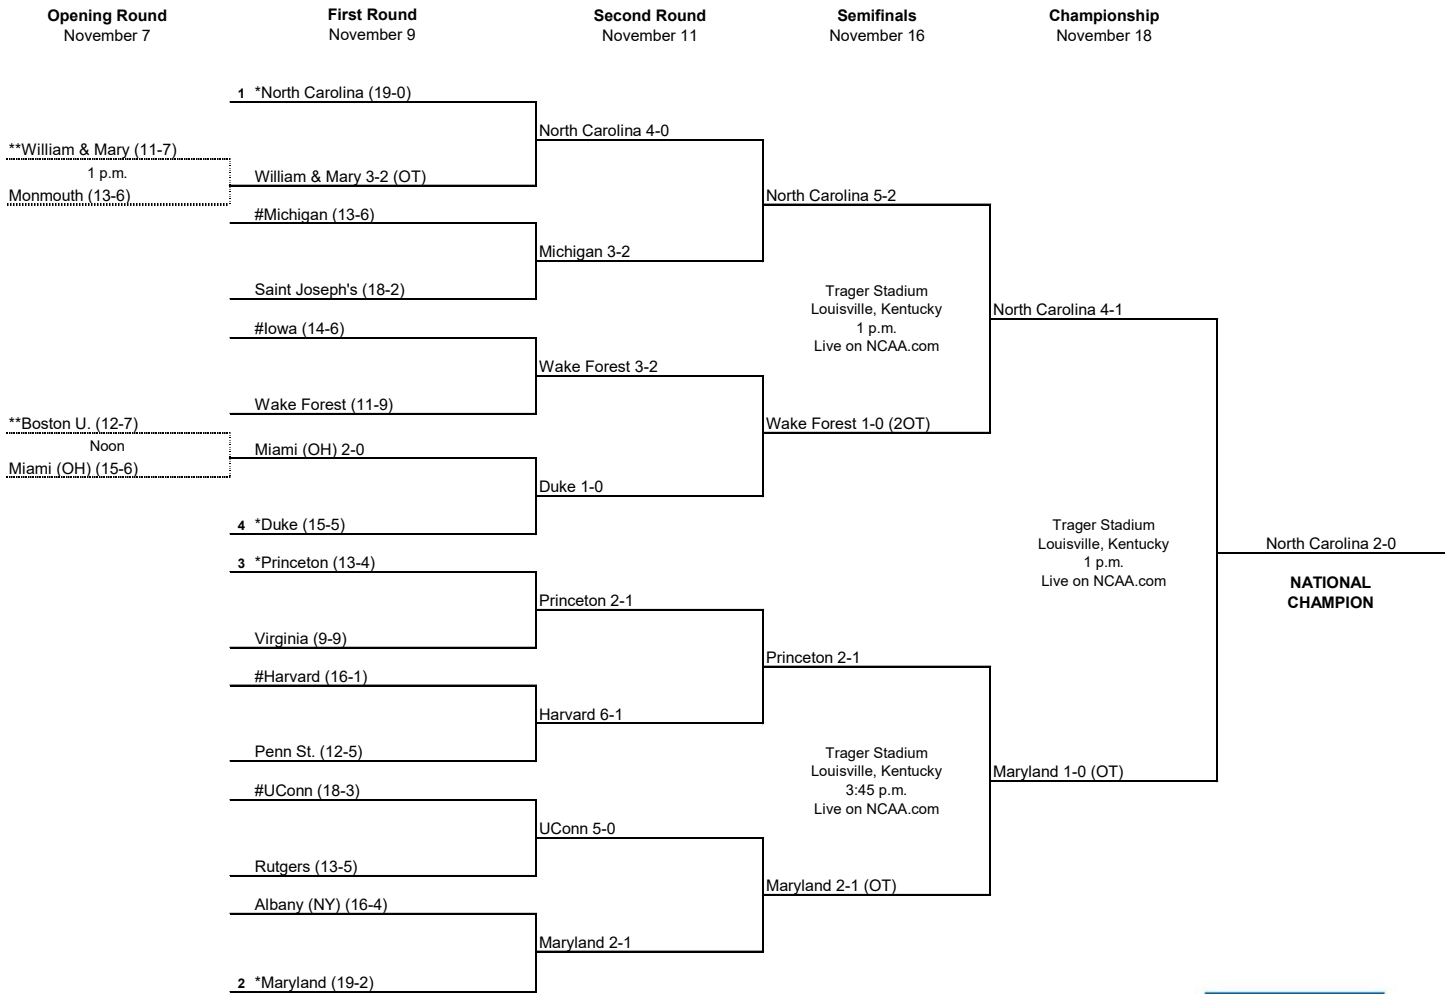 Opening Round
November 7
First Round
November 9
Second Round
November 11
Semifinals
November 16
Championship
November 18
**William & Mary (11-7)
1 p.m.
Monmouth (13-6)
**Boston U. (12-7)
Noon
Miami (OH) (15-6)
1 *North Carolina (19-0)
William & Mary 3-2 (OT)
#Michigan (13-6)
Saint Joseph's (18-2)
#Iowa (14-6)
Wake Forest (11-9)
Miami (OH) 2-0
4 *Duke (15-5)
3 *Princeton (13-4)
Virginia (9-9)
#Harvard (16-1)
Penn St. (12-5)
#UConn (18-3)
Rutgers (13-5)
Albany (NY) (16-4)
2 *Maryland (19-2)
North Carolina 4-0
Michigan 3-2
Wake Forest 3-2
Duke 1-0
Princeton 2-1
Harvard 6-1
UConn 5-0
Maryland 2-1
North Carolina 5-2
Trager Stadium
Louisville, Kentucky
1 p.m.
Live on NCAA.com
Wake Forest 1-0 (2OT)
Princeton 2-1
Trager Stadium
Louisville, Kentucky
3:45 p.m.
Live on NCAA.com
Maryland 2-1 (OT)
North Carolina 4-1
Trager Stadium
Louisville, Kentucky
1 p.m.
Live on NCAA.com
Maryland 1-0 (OT)
North Carolina 2-0
NATIONAL
CHAMPION